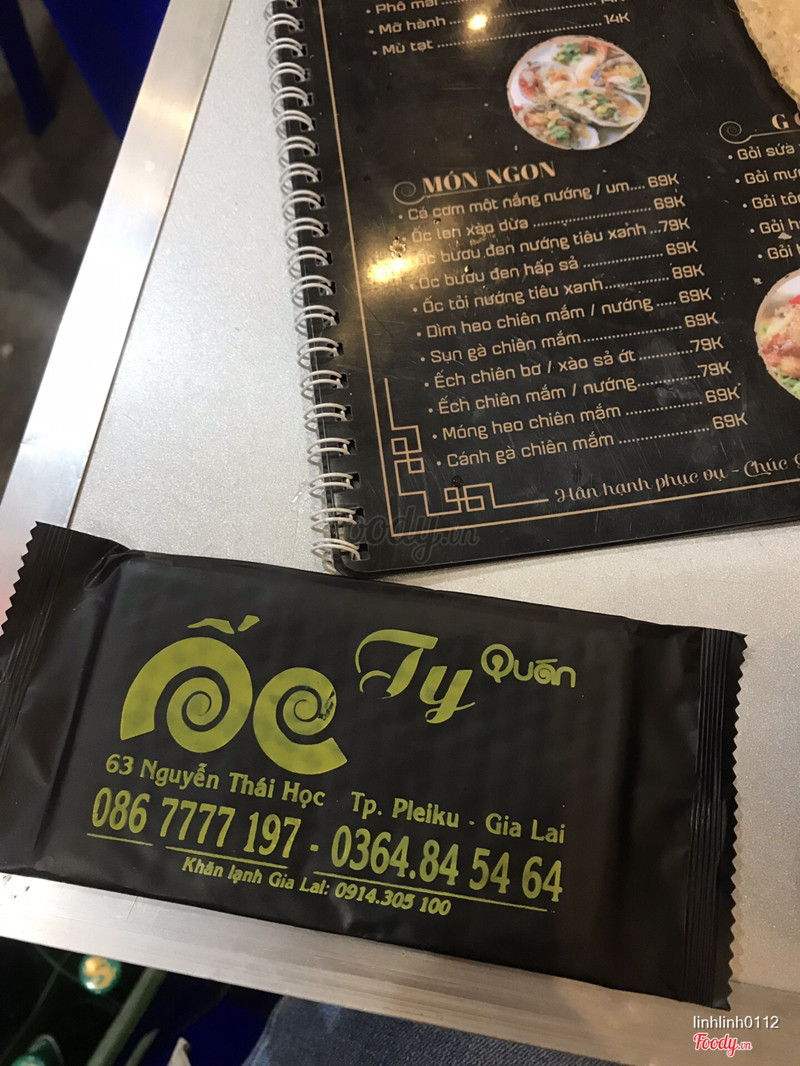 • Phô mai
• Mỡ hành ........................ 14K
• Mù tạt
MÓN NGON
• Cá cơm một nắng nướng / um.... 69K
• Ốc len xào dừa ........................ 69K
Ốc bươu đen nướng tiêu xanh ..79K
Ốc bươu đen hấp sả ................. 69K
• Ốc tỏi nướng tiêu xanh.............. 89K
• Dìm heo chiên mắm / nướng .... 69K
• Sụn gà chiên mắm.................. 69K
• Ếch chiên bơ / xào sả ớt ...........79K
• Ếch chiên mắm / nướng............79K
• Móng heo chiên mắm ............... 69K
• Cánh gà chiên mắm ............... 69K
Hân hạnh phục vụ - Chúc
• Gỏi sứa
• Gỏi
• Gỏi
• Gỏi
• Gỏi
Foody.vn
ỐC Ty Quán
63 Nguyễn Thái Học Tp. Pleiku - Gia Lai
086 7777 197 - 0364.84 54 64
Khăn lạnh Gia Lai: 0914.305 100
linhlinh0112
Foody.vn